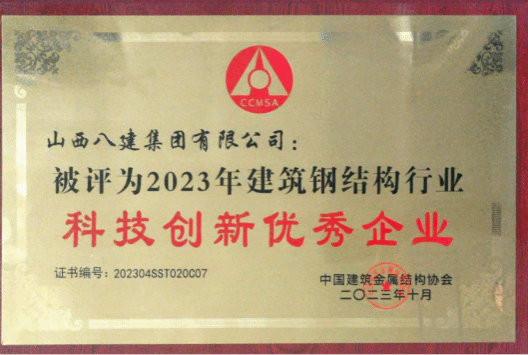 CCMSA
山西八建集团有限公司：
被评为2023年建筑钢结构行业
科技创新优秀企业
证书编号：202304SST020C07
中国建筑金属结构协会
二〇二三年十月